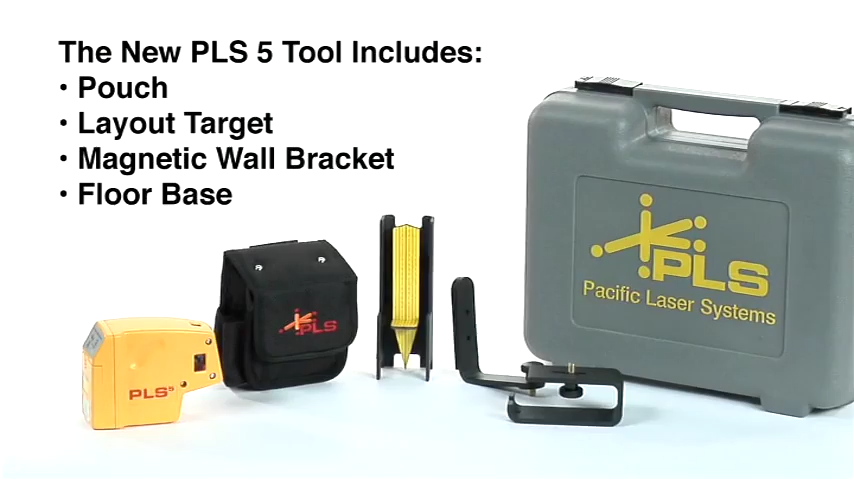 The New PLS 5 Tool Includes:
• Pouch
• Layout Target
• Magnetic Wall Bracket
• Floor Base
PLS
Pacific Laser Systems
PLS
PLS5